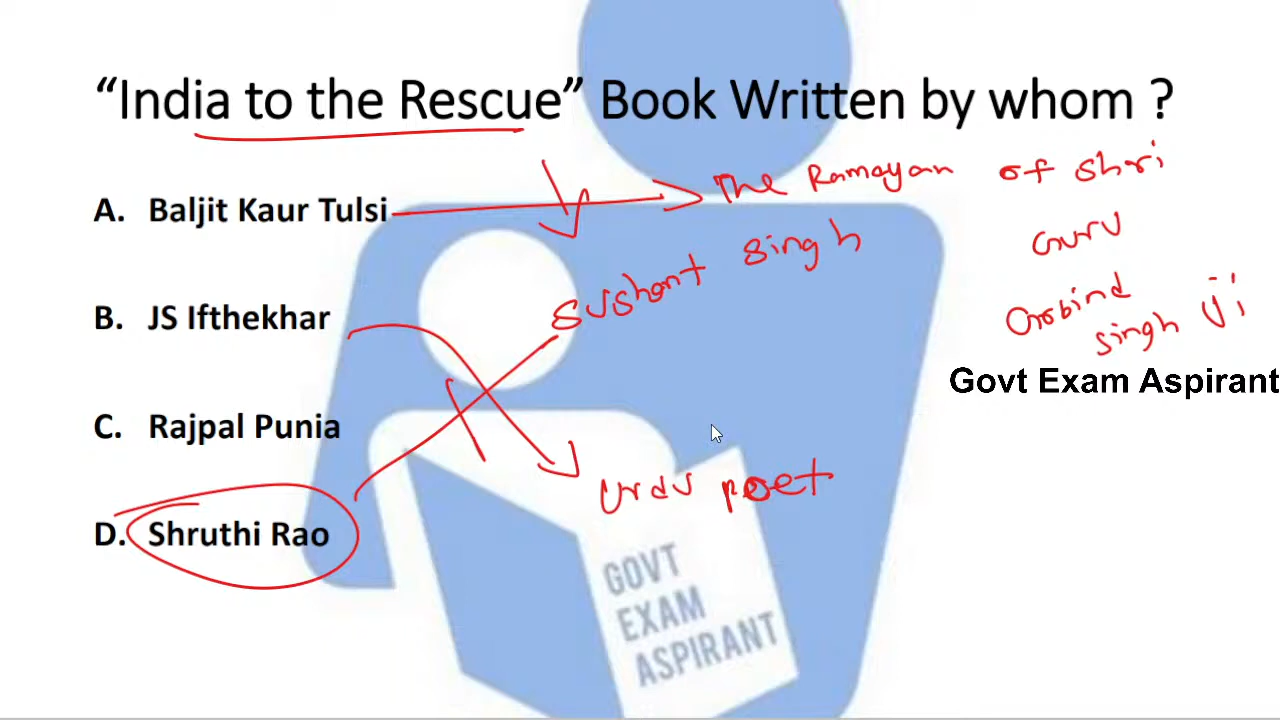 “India to the Rescue” Book Written by whom ?
A. Baljit Kaur Tulsi
The Ramayan of Shri
Guru
Gobind
Singh Ji
B. JS Ifthekhar
Sushant Singh
Govt Exam Aspirant
C. Rajpal Punia
Urdu poet
D. Shruthi Rao
GOVT
EXAM
ASPIRANT